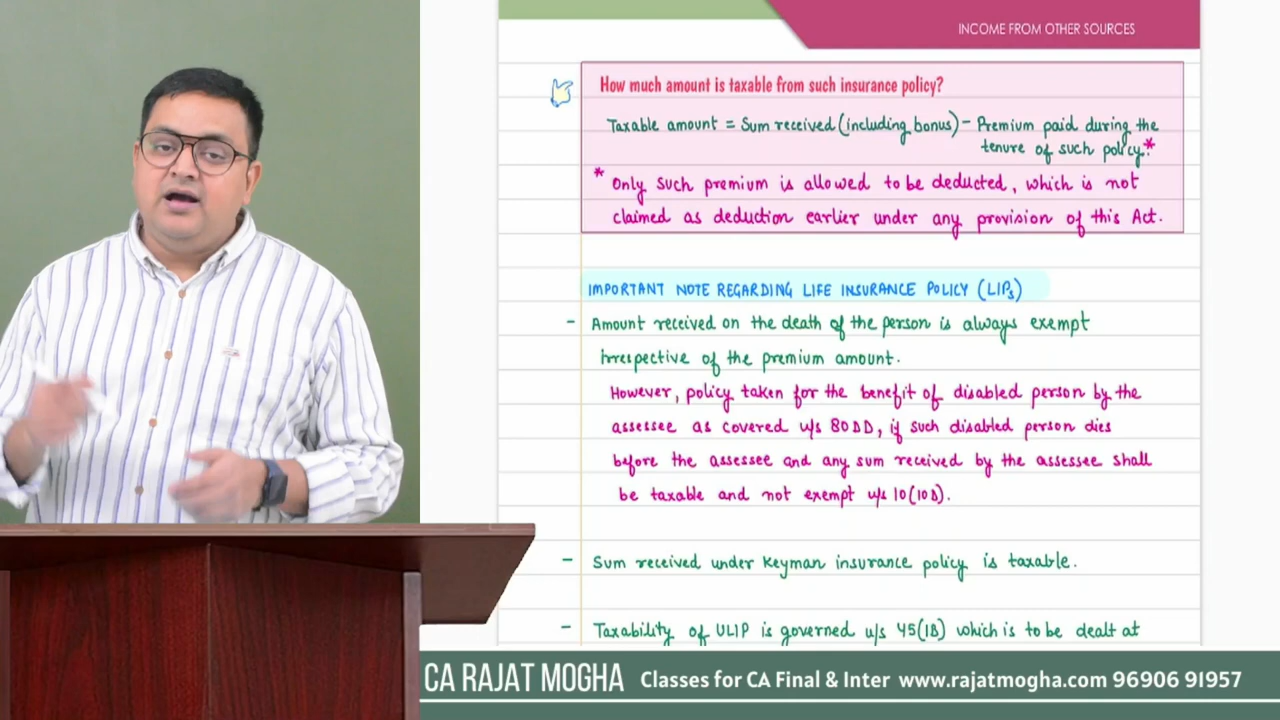 INCOME FROM OTHER SOURCES
How much amount is taxable from such insurance policy?
Taxable amount = Sum received (including bonus) - Premium paid during the
tenure of such policy.*
* Only such premium is allowed to be deducted, which is not
claimed as deduction earlier under any provision of this Act.
IMPORTANT NOTE REGARDING LIFE INSURANCE POLICY (LIPs)
- Amount received on the death of the person is always exempt
irrespective of the premium amount.
However, policy taken for the benefit of disabled person by the
assessee as covered u/s 80DD, if such disabled person dies
before the assessee and any sum received by the assessee shall
be taxable and not exempt u/s 10(10D).
- Sum received under Keyman insurance policy is taxable.
- Taxability of ULIP is governed u/s 45(1B) which is to be dealt at
CA RAJAT MOGHA Classes for CA Final & Inter www.rajatmogha.com 96906 91957